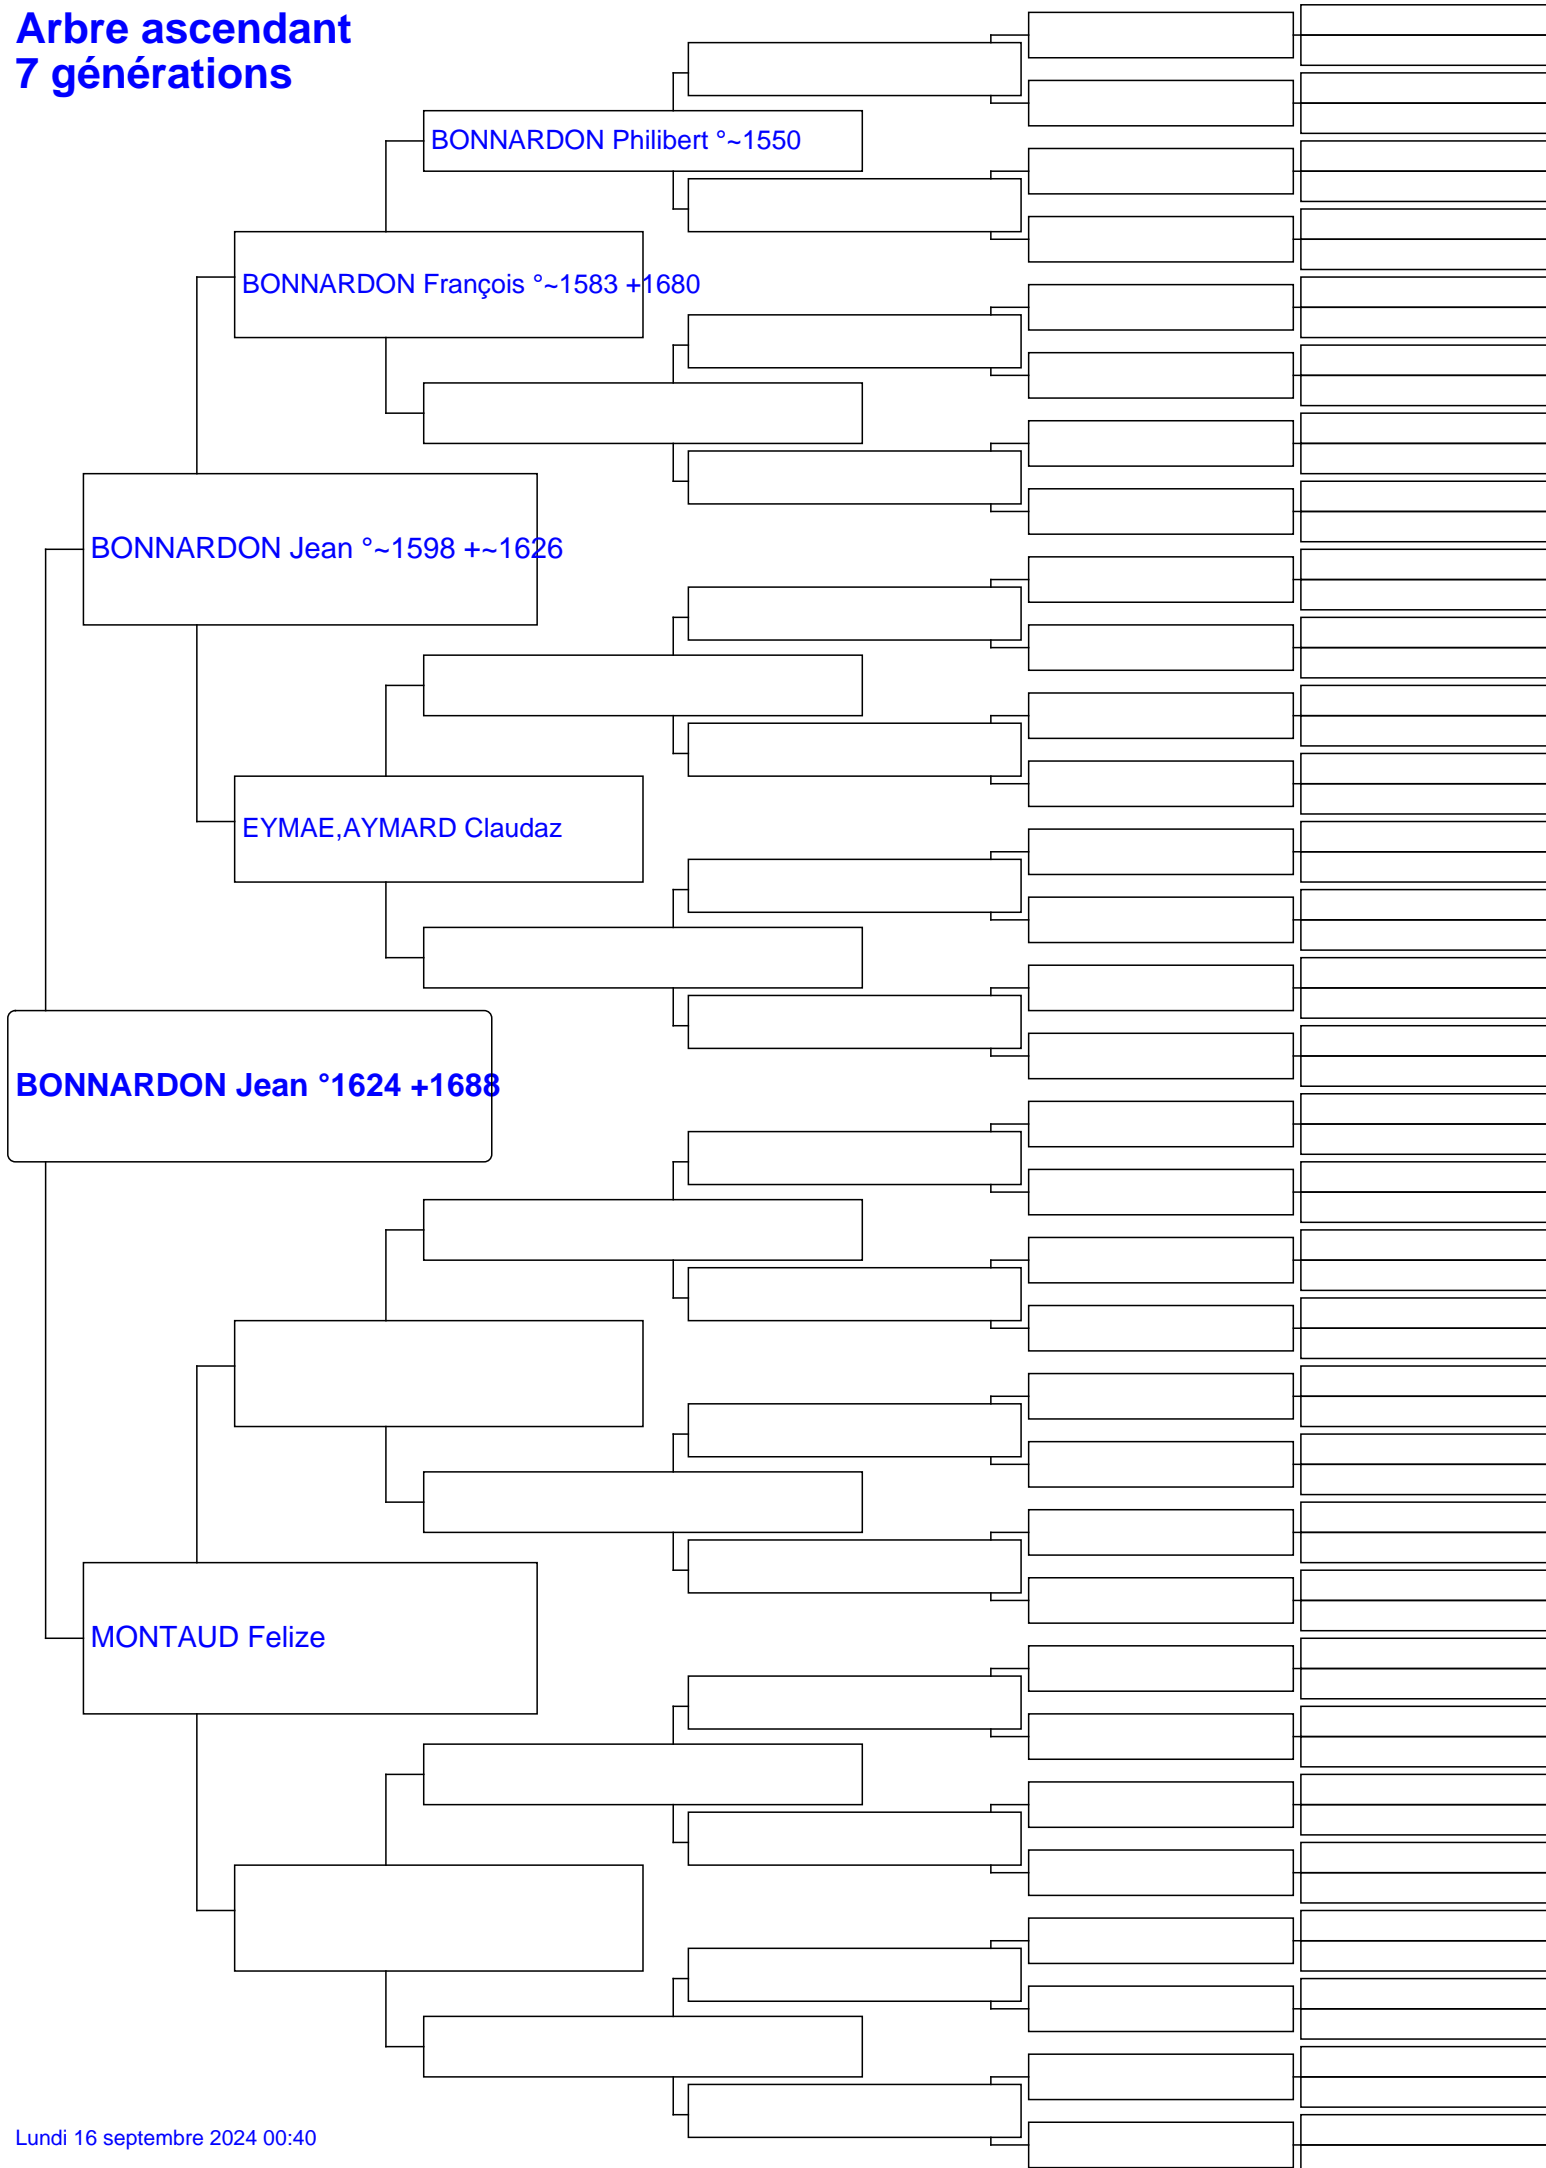 Arbre ascendant
7 générations
BONNARDON Philibert °~1550
BONNARDON François °~1583 +1680
BONNARDON Jean °~1598 +~1626
EYMAE,AYMARD Claudaz
BONNARDON Jean °1624 +1688
MONTAUD Felize
Lundi 16 septembre 2024 00:40